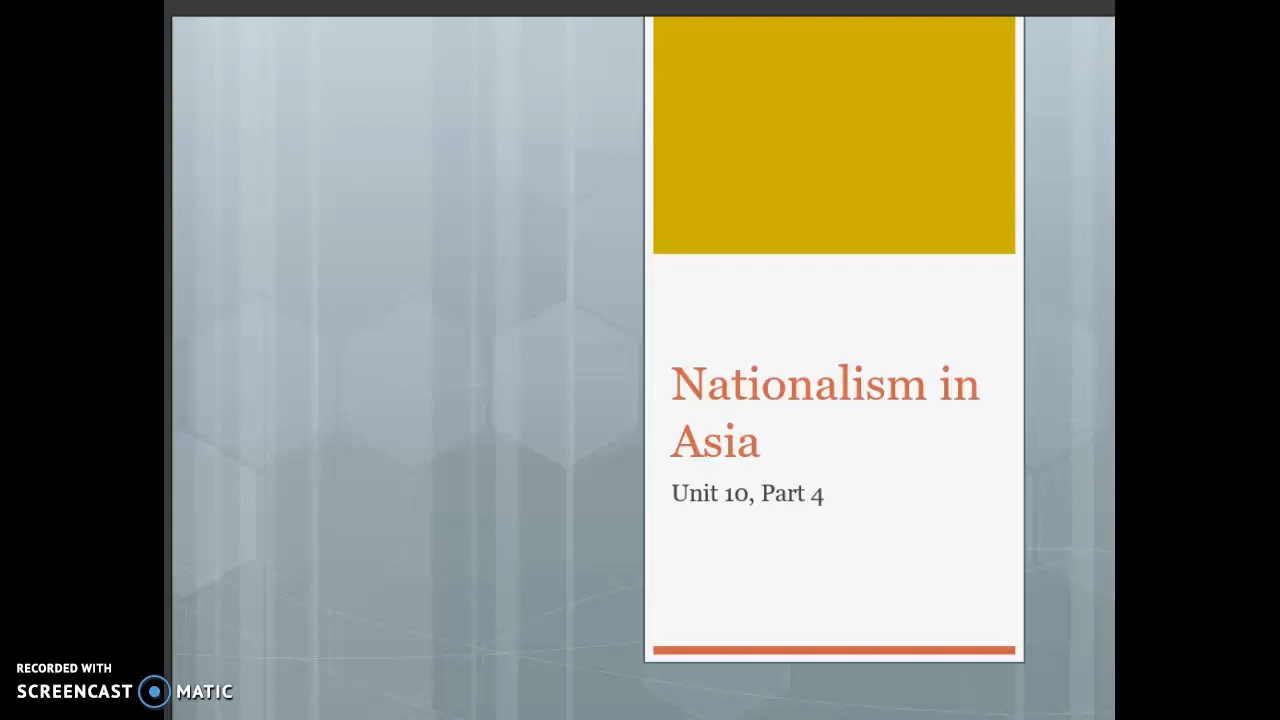 Nationalism in
Asia
Unit 10, Part 4
RECORDED WITH
SCREENCAST MATIC